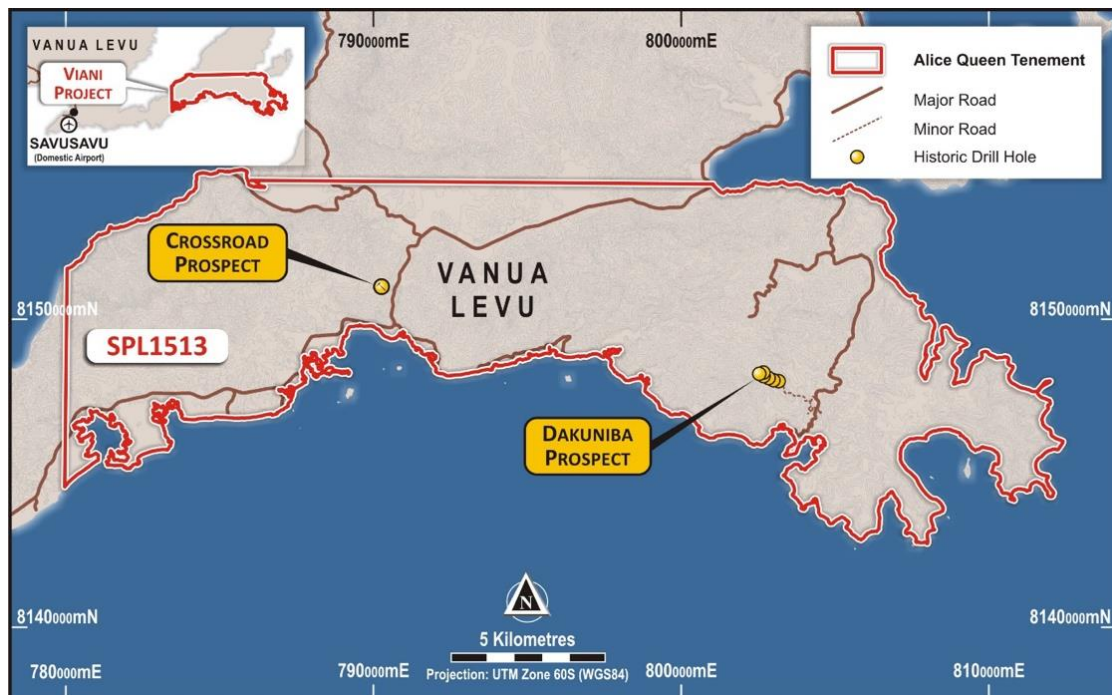 VANUA LEVU
VIANI
PROJECT
SAVUSAVU
(Domestic Airport)
790000mE
800000mE
Alice Queen Tenement
Major Road
Minor Road
Historic Drill Hole
CROSSROAD
PROSPECT
VANUA
LEVU
8150000mN
8150000mN
SPL1513
DAKUNIBA
PROSPECT
N
8140000mN
8140000mN
5 Kilometres
Projection: UTM Zone 60S (WGS84)
780000mE
790000mE
800000mE
810000mE